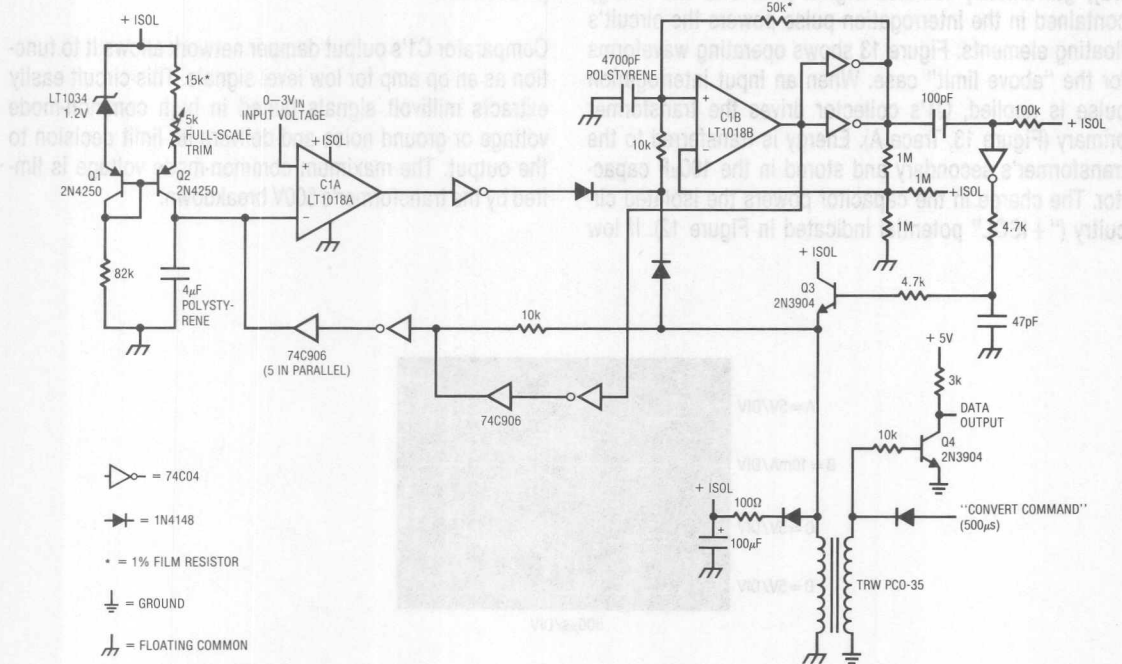 + ISOL
LT1034
1.2V
15k*
5k
FULL-SCALE
TRIM
0—3VIN
INPUT VOLTAGE
+ISOL
Q1
2N4250
Q2
2N4250
C1A
LT1018A
+
−
82k
4μF
POLYSTY-
RENE
74C906
(5 IN PARALLEL)
10k
74C906
50k*
4700pF
POLSTYRENE
10k
C1B
LT1018B
100pF
100k
+ ISOL
1M
1M
+ISOL
1M
4.7k
+ ISOL
Q3
2N3904
4.7k
47pF
+ 5V
3k
DATA
OUTPUT
10k
Q4
2N3904
+ ISOL
100Ω
+
100μF
"CONVERT COMMAND"
(500μs)
TRW PCO-35
= 74C04
= 1N4148
* = 1% FILM RESISTOR
= GROUND
= FLOATING COMMON